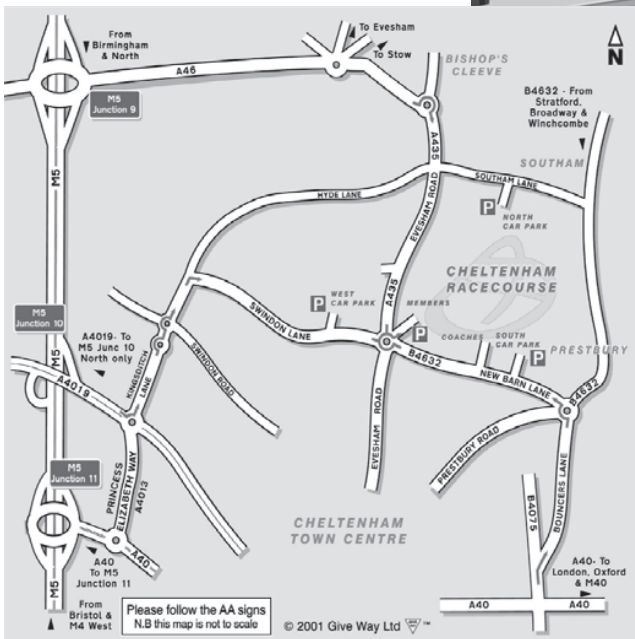 From
Birmingham
& North
M5
Junction 9
A46
To Evesham
To Stow
BISHOP'S
CLEEVE
N
B4632 - From
Stratford,
Broadway &
Winchcombe
SOUTHAM
A435
SOUTHAM LANE
P
NORTH
CAR PARK
HYDE LANE
EVESHAM ROAD
M5
CHELTENHAM
RACECOURSE
A435
P
WEST
CAR PARK
MEMBERS
P
SWINDON LANE
M5
Junction 10
M5
A4019- To
M5 Junc 10
North only
A4019
KINGSDITCH
LANE
SWINDON ROAD
COACHES
SOUTH
CAR PARK
P
PRESTBURY
B4632
NEW BARN LANE
B4632
EVESHAM ROAD
PRESTBURY ROAD
BOUNCERS LANE
B4075
M5
Junction 11
PRINCESS
ELIZABETH WAY
A4013
CHELTENHAM
TOWN CENTRE
A40
To M5
Junction 11
A40
M5
From
Bristol &
M4 West
A40- To
London, Oxford
& M40
A40
A40
Please follow the AA signs
N.B this map is not to scale
© 2001 Give Way Ltd
TM